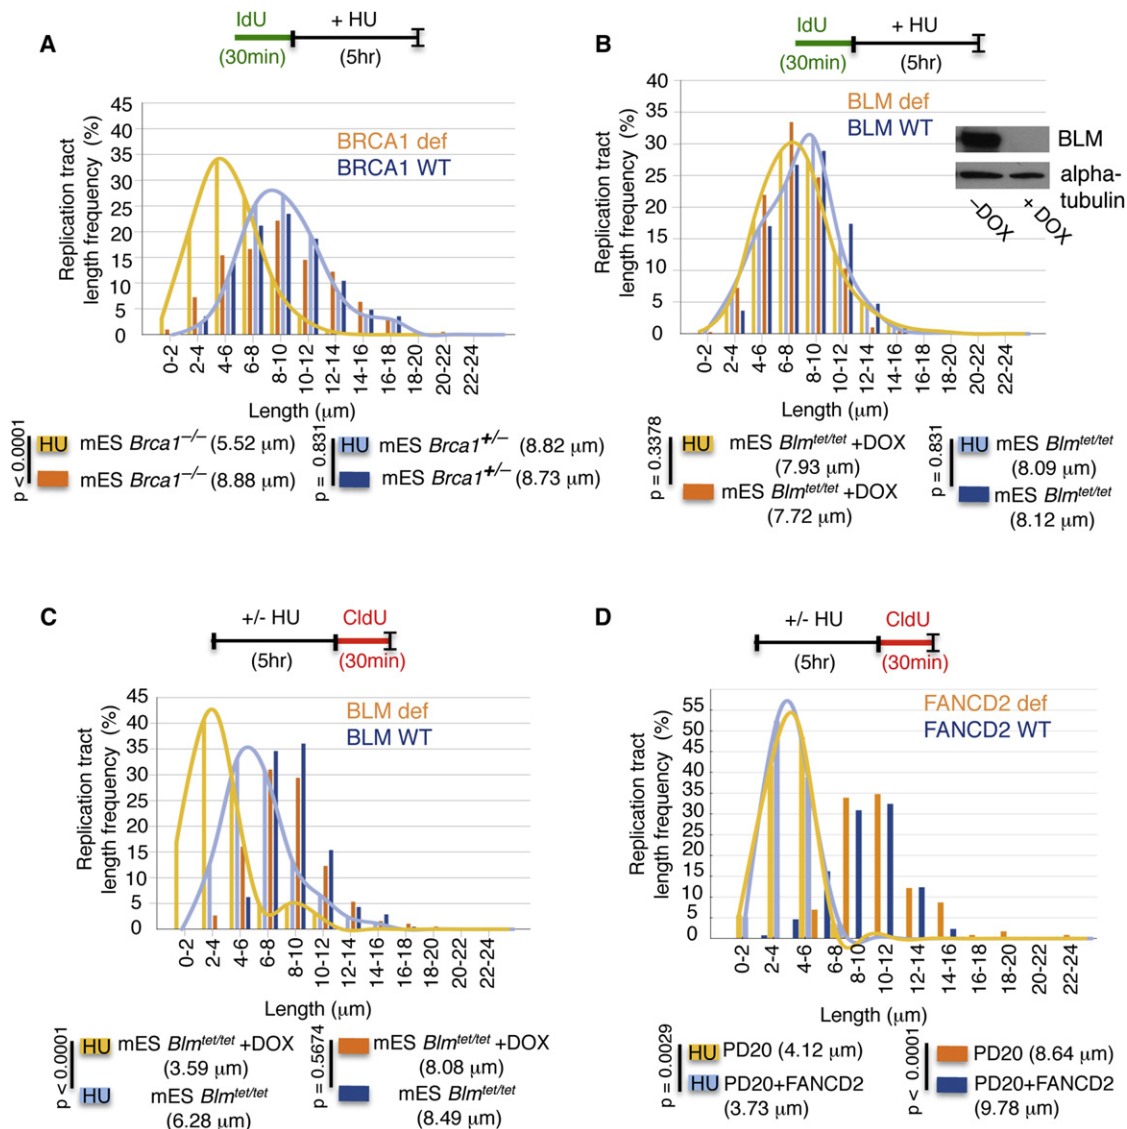 A
IdU
+ HU
(30min)
(5hr)
Replication tract
length frequency (%)
45
40
35
30
25
20
15
10
5
0
BRCA1 def
BRCA1 WT
0-2
2-4
4-6
6-8
8-10
10-12
12-14
14-16
16-18
18-20
20-22
22-24
Length (μm)
p < 0.0001
HU mES Brca1−/− (5.52 μm)
mES Brca1−/− (8.88 μm)
p = 0.831
HU mES Brca1+/− (8.82 μm)
mES Brca1+/− (8.73 μm)
B
IdU
+ HU
(30min)
(5hr)
Replication tract
length frequency (%)
40
35
30
25
20
15
10
5
0
BLM def
BLM WT
BLM
alpha-
tubulin
−DOX
+ DOX
0-2
2-4
4-6
6-8
8-10
10-12
12-14
14-16
16-18
18-20
20-22
22-24
Length (μm)
p = 0.3378
HU mES Blmtet/tet +DOX
(7.93 μm)
mES Blmtet/tet +DOX
(7.72 μm)
p = 0.831
HU mES Blmtet/tet
(8.09 μm)
mES Blmtet/tet
(8.12 μm)
C
+/- HU
CldU
(5hr)
(30min)
Replication tract
length frequency (%)
45
40
35
30
25
20
15
10
5
0
BLM def
BLM WT
0-2
2-4
4-6
6-8
8-10
10-12
12-14
14-16
16-18
18-20
20-22
22-24
Length (μm)
p < 0.0001
HU mES Blmtet/tet +DOX
(3.59 μm)
HU mES Blmtet/tet
(6.28 μm)
p = 0.5674
mES Blmtet/tet +DOX
(8.08 μm)
mES Blmtet/tet
(8.49 μm)
D
+/- HU
CldU
(5hr)
(30min)
Replication tract
length frequency (%)
55
50
45
40
35
30
25
20
15
10
5
0
FANCD2 def
FANCD2 WT
0-2
2-4
4-6
6-8
8-10
10-12
12-14
14-16
16-18
18-20
20-22
22-24
Length (μm)
p = 0.0029
HU PD20 (4.12 μm)
HU PD20+FANCD2
(3.73 μm)
p < 0.0001
PD20 (8.64 μm)
PD20+FANCD2
(9.78 μm)